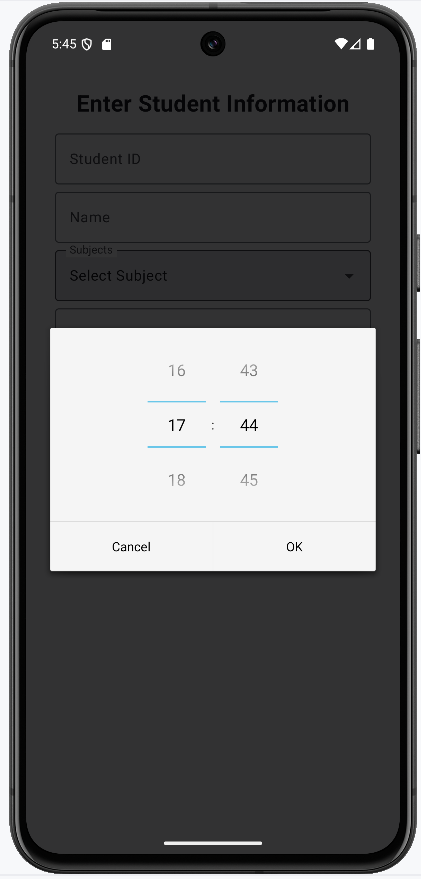 5:45
Enter Student Information
Student ID
Name
Subjects
Select Subject
16 43
17 : 44
18 45
Cancel OK